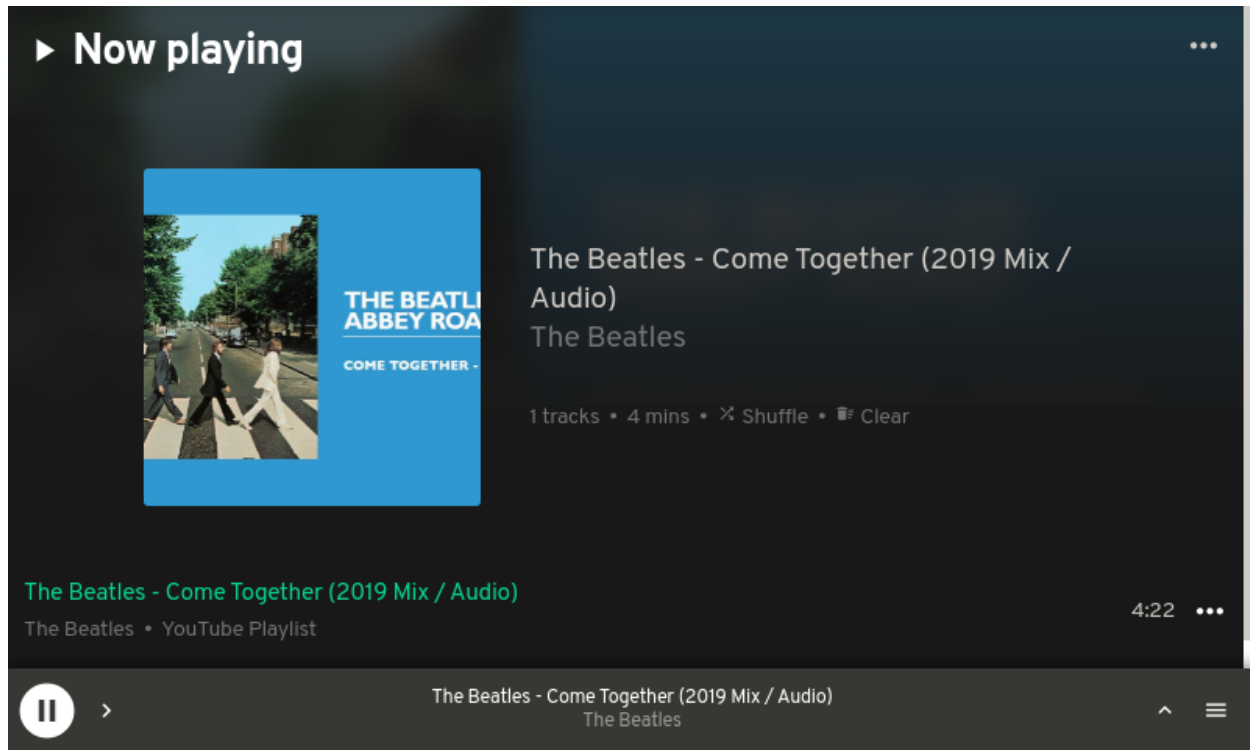 Now playing
THE BEATL
ABBEY ROA
COME TOGETHER -
The Beatles - Come Together (2019 Mix /
Audio)
The Beatles
1 tracks • 4 mins • Shuffle • Clear
The Beatles - Come Together (2019 Mix / Audio)
The Beatles • YouTube Playlist
4:22
The Beatles - Come Together (2019 Mix / Audio)
The Beatles